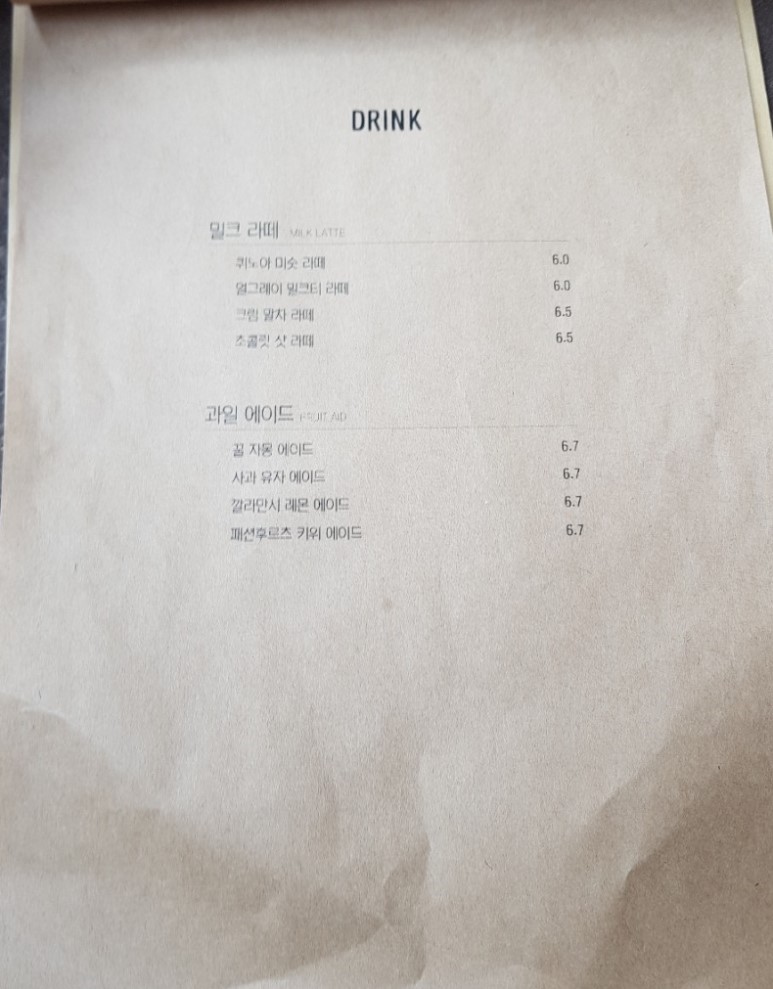 DRINK
밀크 라떼 MILK LATTE
퀴노아 미숫 라떼 6.0
얼그레이 밀크티 라떼 6.0
크림 말차 라떼 6.5
초콜릿 샷 라떼 6.5
과일 에이드 FRUIT AID
꿀 자몽 에이드 6.7
사과 유자 에이드 6.7
깔라만시 레몬 에이드 6.7
패션후르츠 키위 에이드 6.7